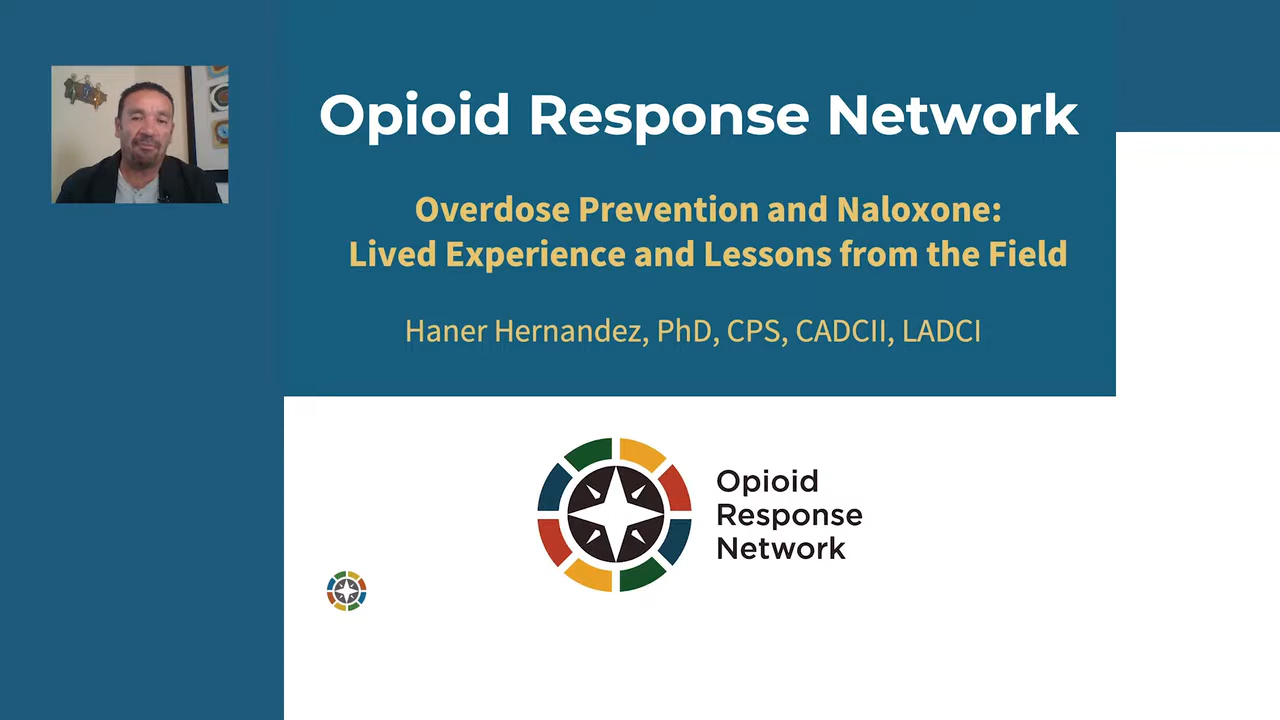 Opioid Response Network
Overdose Prevention and Naloxone:
Lived Experience and Lessons from the Field
Haner Hernandez, PhD, CPS, CADCII, LADCI
Opioid
Response
Network